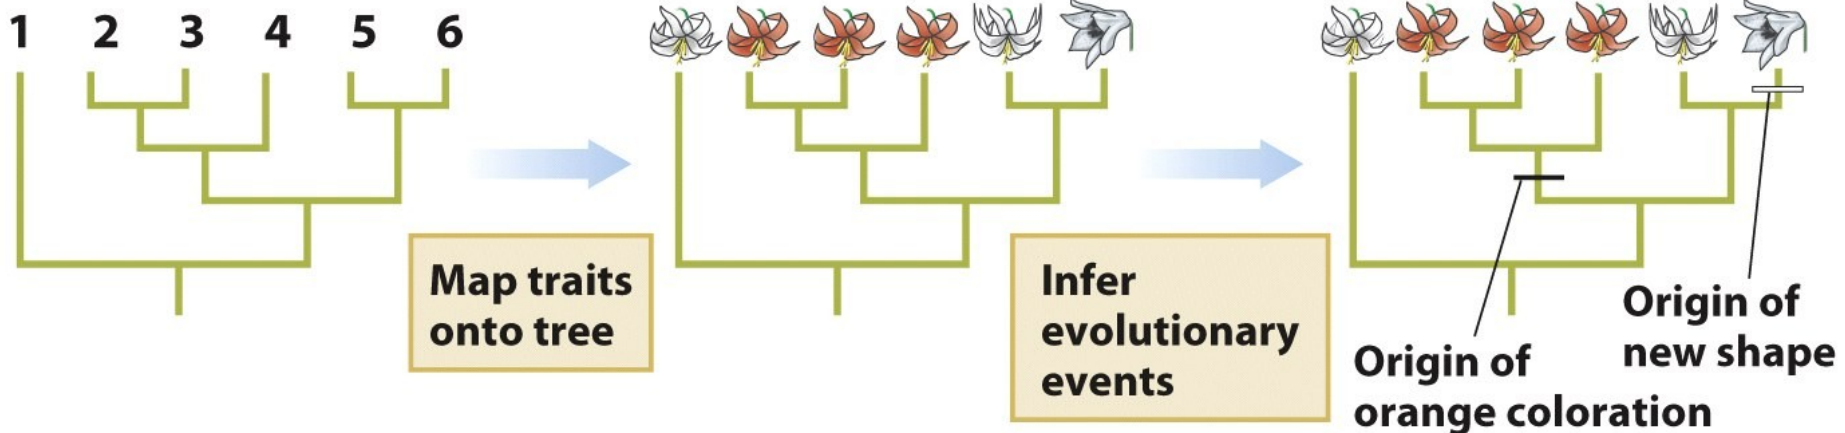 1 2 3 4 5 6
Map traits
onto tree
Infer
evolutionary
events
Origin of
orange coloration
Origin of
new shape